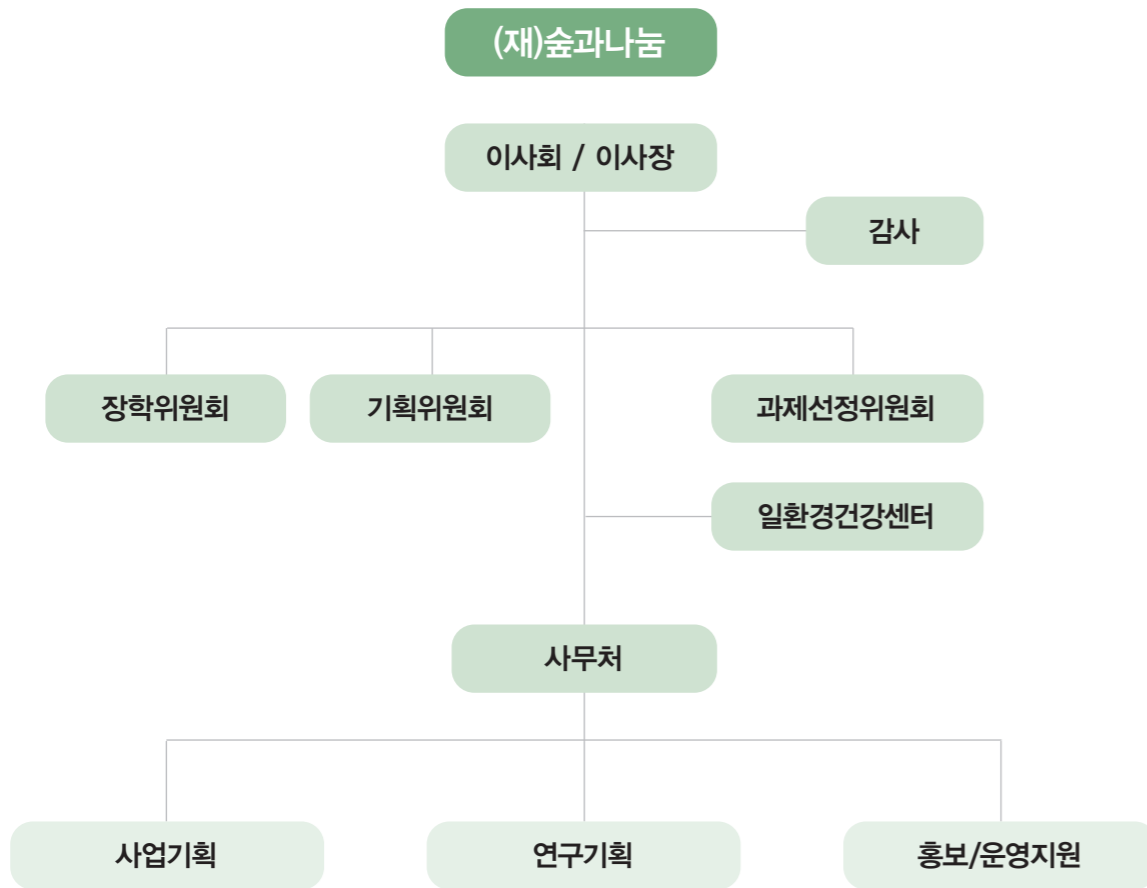 (재)숲과나눔
이사회 / 이사장
감사
장학위원회
기획위원회
과제선정위원회
일환경건강센터
사무처
사업기획
연구기획
홍보/운영지원